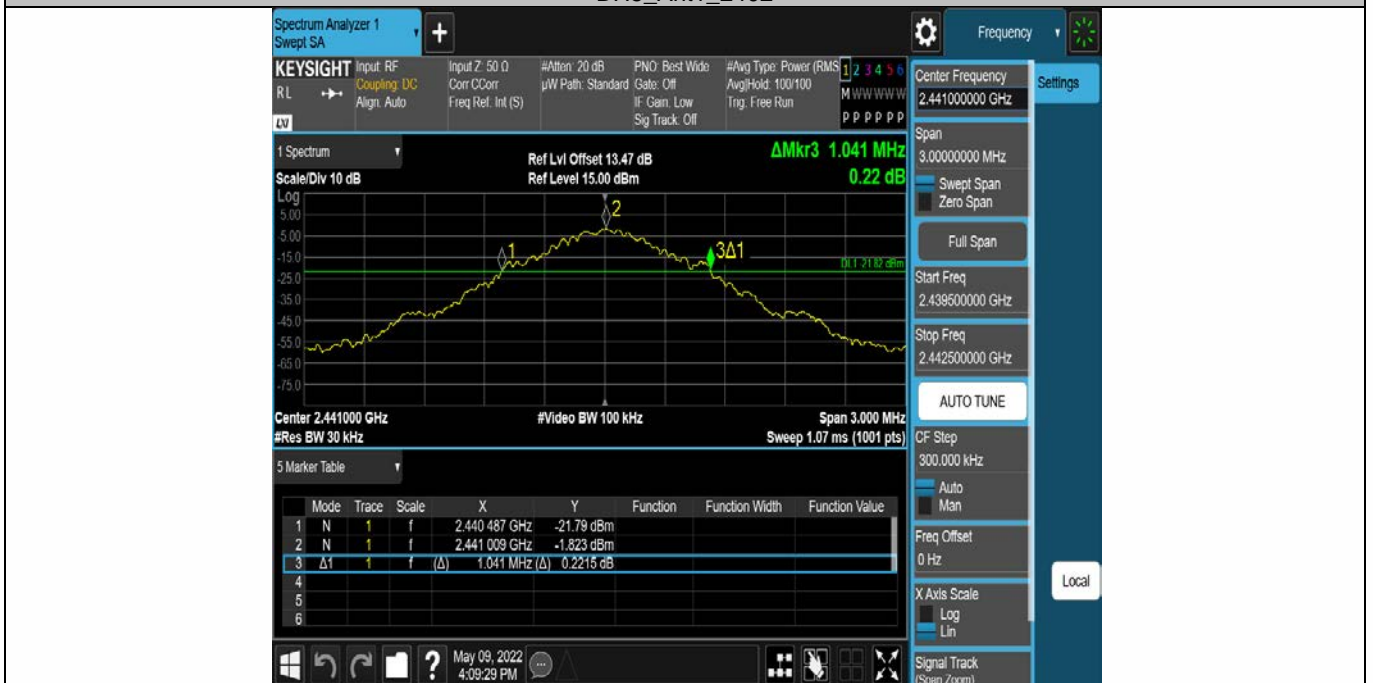 Spectrum Analyzer 1
Swept SA
+
Frequency
KEYSIGHT
RL
LXI
Input: RF
Coupling: DC
Align: Auto
Input Z: 50 Ω
Corr CCorr
Freq Ref: Int (S)
#Atten: 20 dB
µW Path: Standard
PNO: Best Wide
Gate: Off
IF Gain: Low
Sig Track: Off
#Avg Type: Power (RMS
Avg|Hold: 100/100
Trig: Free Run
1 2 3 4 5 6
M W W W W W
P P P P P P
1 Spectrum
Scale/Div 10 dB
Ref Lvl Offset 13.47 dB
Ref Level 15.00 dBm
ΔMkr3 1.041 MHz
0.22 dB
Log
5.00
-5.00
-15.0
-25.0
-35.0
-45.0
-55.0
-65.0
-75.0
1
2
3Δ1
DL1 -21.82 dBm
Center 2.441000 GHz
#Video BW 100 kHz
Span 3.000 MHz
#Res BW 30 kHz
Sweep 1.07 ms (1001 pts)
5 Marker Table
Mode Trace Scale X Y Function Function Width Function Value
1 N 1 f 2.440 487 GHz -21.79 dBm
2 N 1 f 2.441 009 GHz -1.823 dBm
3 Δ1 1 f (Δ) 1.041 MHz (Δ) 0.2215 dB
4
5
6
?
May 09, 2022
4:09:29 PM
Center Frequency
2.441000000 GHz
Settings
Span
3.00000000 MHz
Swept Span
Zero Span
Full Span
Start Freq
2.439500000 GHz
Stop Freq
2.442500000 GHz
AUTO TUNE
CF Step
300.000 kHz
Auto
Man
Freq Offset
0 Hz
X Axis Scale
Log
Lin
Local
Signal Track
(Span Zoom)